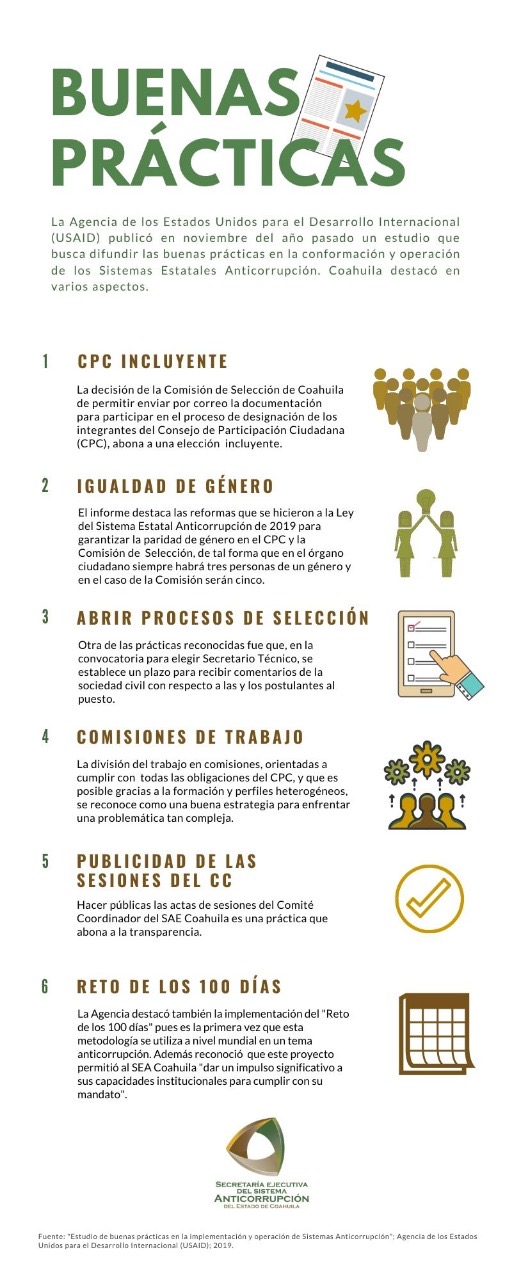 BUENAS
PRÁCTICAS
La Agencia de los Estados Unidos para el Desarrollo Internacional
(USAID) publicó en noviembre del año pasado un estudio que
busca difundir las buenas prácticas en la conformación y operación
de los Sistemas Estatales Anticorrupción. Coahuila destacó en
varios aspectos.
1 CPC INCLUYENTE
La decisión de la Comisión de Selección de Coahuila
de permitir enviar por correo la documentación
para participar en el proceso de designación de los
integrantes del Consejo de Participación Ciudadana
(CPC), abona a una elección incluyente.
2 IGUALDAD DE GÉNERO
El informe destaca las reformas que se hicieron a la Ley
del Sistema Estatal Anticorrupción de 2019 para
garantizar la paridad de género en el CPC y la
Comisión de Selección, de tal forma que en el órgano
ciudadano siempre habrá tres personas de un género y
en el caso de la Comisión serán cinco.
3 ABRIR PROCESOS DE SELECCIÓN
Otra de las prácticas reconocidas fue que, en la
convocatoria para elegir Secretario Técnico, se
establece un plazo para recibir comentarios de la
sociedad civil con respecto a las y los postulantes al
puesto.
4 COMISIONES DE TRABAJO
La división del trabajo en comisiones, orientadas a
cumplir con todas las obligaciones del CPC, y que es
posible gracias a la formación y perfiles heterogéneos,
se reconoce como una buena estrategia para enfrentar
una problemática tan compleja.
5 PUBLICIDAD DE LAS
SESIONES DEL CC
Hacer públicas las actas de sesiones del Comité
Coordinador del SAE Coahuila es una práctica que
abona a la transparencia.
6 RETO DE LOS 100 DÍAS
La Agencia destacó también la implementación del "Reto
de los 100 días" pues es la primera vez que esta
metodología se utiliza a nivel mundial en un tema
anticorrupción. Además reconoció que este proyecto
permitió al SEA Coahuila "dar un impulso significativo a
sus capacidades institucionales para cumplir con su
mandato".
SECRETARÍA EJECUTIVA
DEL SISTEMA
ANTICORRUPCIÓN
DEL ESTADO DE COAHUILA
Fuente: "Estudio de buenas prácticas en la implementación y operación de Sistemas Anticorrupción"; Agencia de los Estados
Unidos para el Desarrollo Internacional (USAID); 2019.